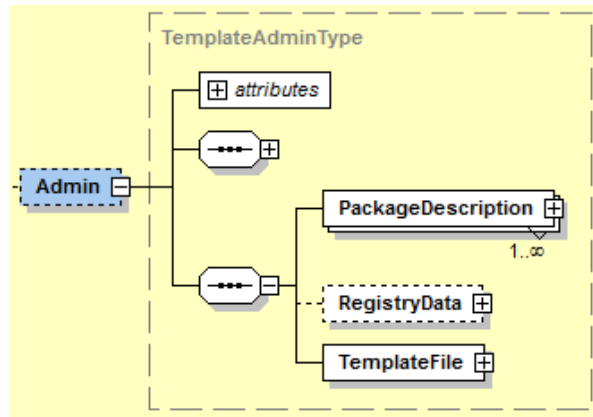 TemplateAdminType
attributes
Admin
PackageDescription
1..∞
RegistryData
TemplateFile